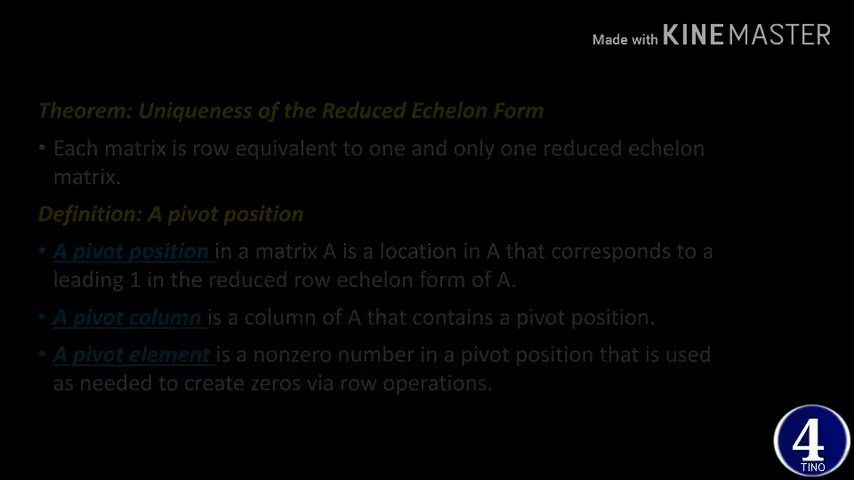 Made with KINEMASTER
Theorem: Uniqueness of the Reduced Echelon Form
• Each matrix is row equivalent to one and only one reduced echelon
matrix.
Definition: A pivot position
• A pivot position in a matrix A is a location in A that corresponds to a
leading 1 in the reduced row echelon form of A.
• A pivot column is a column of A that contains a pivot position.
• A pivot element is a nonzero number in a pivot position that is used
as needed to create zeros via row operations.
4
TINO